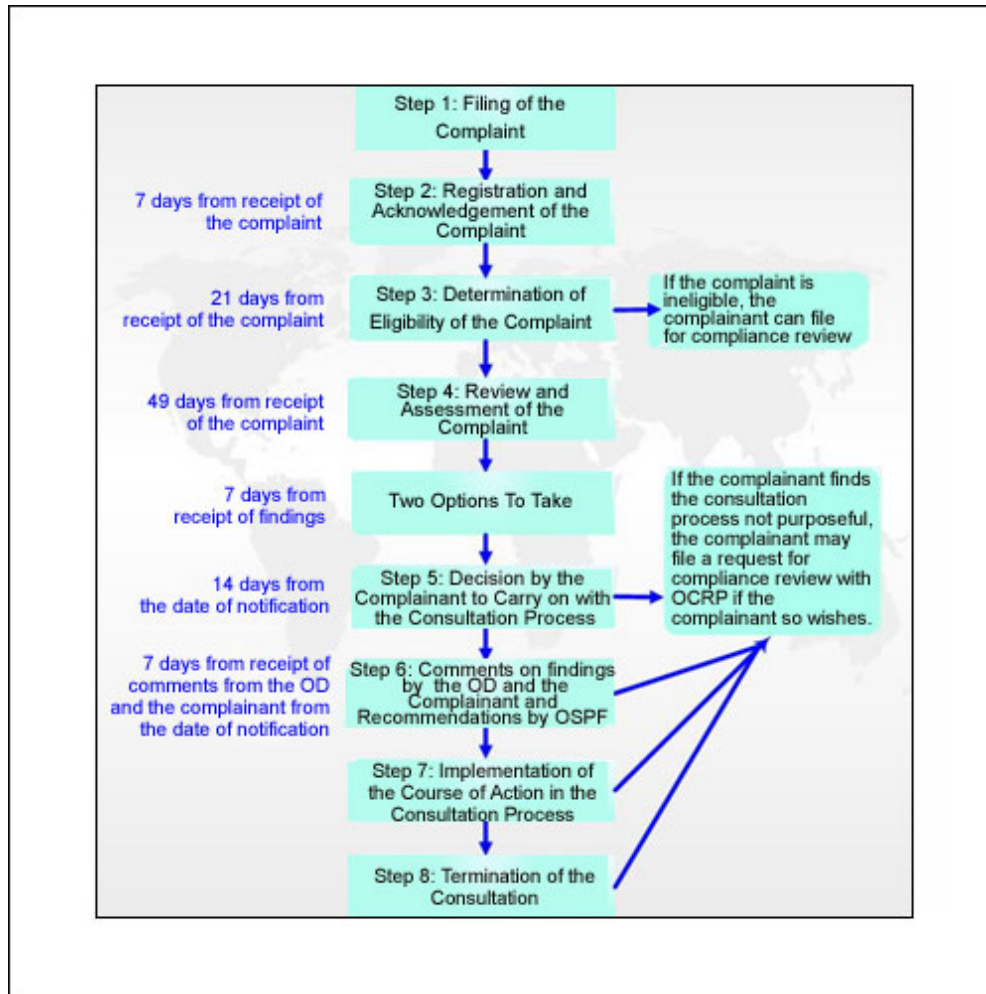 Step 1: Filing of the
Complaint
7 days from receipt of
the complaint
Step 2: Registration and
Acknowledgement of the
Complaint
21 days from
receipt of the complaint
Step 3: Determination of
Eligibility of the Complaint
If the complaint is
ineligible, the
complainant can file
for compliance review
49 days from receipt
of the complaint
Step 4: Review and
Assessment of the
Complaint
7 days from
receipt of findings
Two Options To Take
If the complainant finds
the consultation
process not purposeful,
the complainant may
file a request for
compliance review with
OCRP if the
complainant so wishes.
14 days from
the date of notification
Step 5: Decision by the
Complainant to Carry on with
the Consultation Process
7 days from receipt of
comments from the OD
and the complainant from
the date of notification
Step 6: Comments on findings
by the OD and the
Complainant and
Recommendations by OSPF
Step 7: Implementation of
the Course of Action in the
Consultation Process
Step 8: Termination of the
Consultation